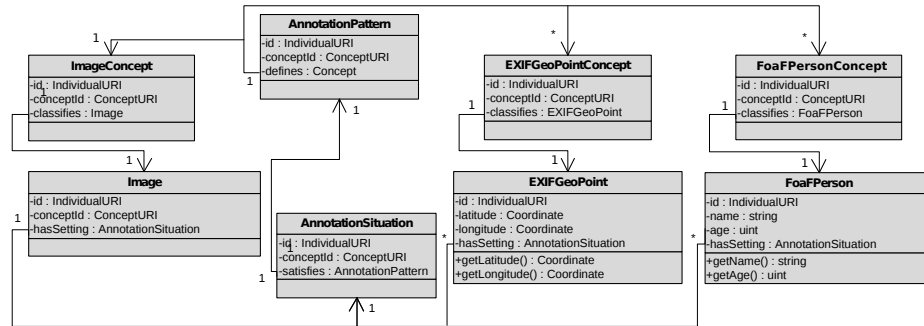 AnnotationPattern
-id : IndividualURI
-conceptId : ConceptURI
-defines : Concept
1
*
*
1
ImageConcept
-id : IndividualURI
-conceptId : ConceptURI
-classifies : Image
1
1
EXIFGeoPointConcept
-id : IndividualURI
-conceptId : ConceptURI
-classifies : EXIFGeoPoint
1
FoaFPersonConcept
-id : IndividualURI
-conceptId : ConceptURI
-classifies : FoaFPerson
1
1
1
1
Image
-id : IndividualURI
-conceptId : ConceptURI
-hasSetting : AnnotationSituation
1
AnnotationSituation
-id : IndividualURI
-conceptId : ConceptURI
-satisfies : AnnotationPattern
1
1
1
1
EXIFGeoPoint
-id : IndividualURI
-latitude : Coordinate
-longitude : Coordinate
-hasSetting : AnnotationSituation
+getLatitude() : Coordinate
+getLongitude() : Coordinate
*
FoaFPerson
-id : IndividualURI
-name : string
-age : uint
-hasSetting : AnnotationSituation
+getName() : string
+getAge() : uint
*